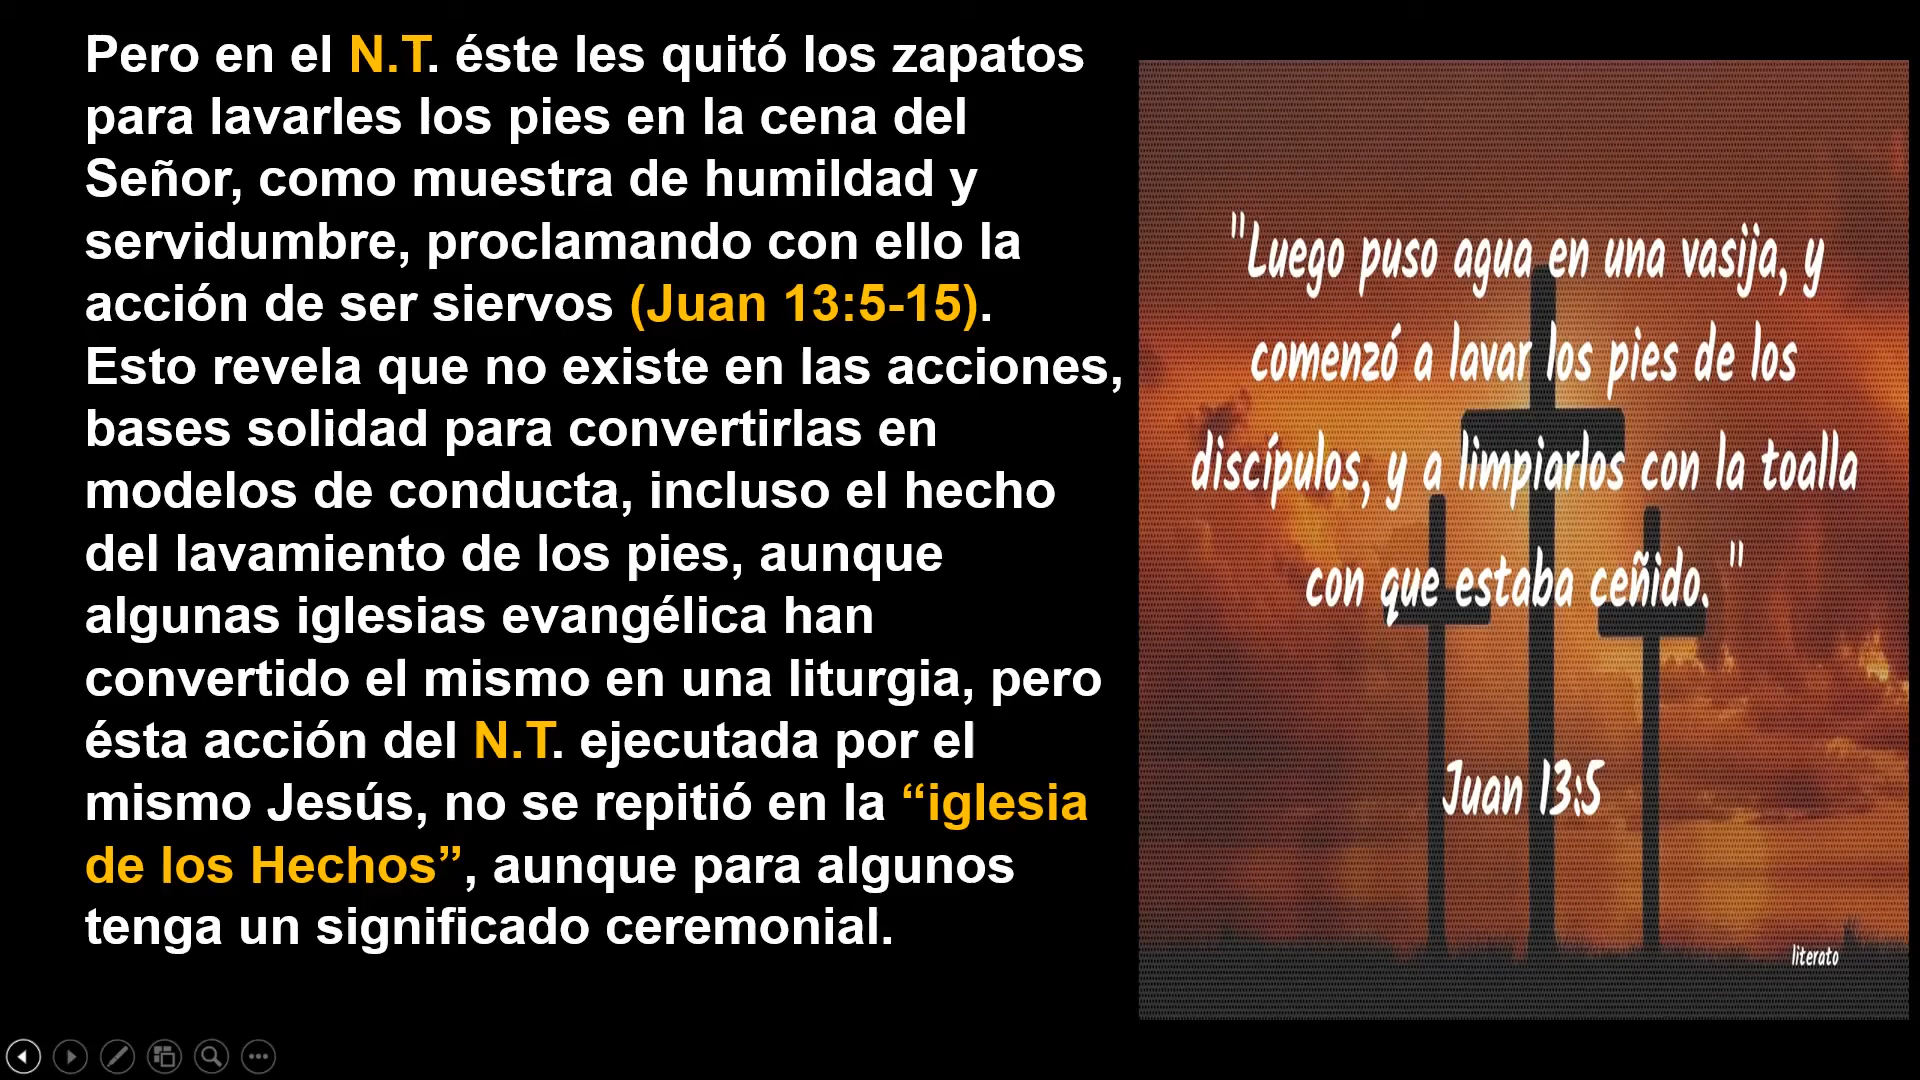 Pero en el N.T. éste les quitó los zapatos
para lavarles los pies en la cena del
Señor, como muestra de humildad y
servidumbre, proclamando con ello la
acción de ser siervos (Juan 13:5-15).
Esto revela que no existe en las acciones,
bases solidad para convertirlas en
modelos de conducta, incluso el hecho
del lavamiento de los pies, aunque
algunas iglesias evangélica han
convertido el mismo en una liturgia, pero
ésta acción del N.T. ejecutada por el
mismo Jesús, no se repitió en la “iglesia
de los Hechos”, aunque para algunos
tenga un significado ceremonial.
"Luego puso agua en una vasija, y
comenzó a lavar los pies de los
discípulos, y a limpiarlos con la toalla
con que estaba ceñido. "
Juan 13:5
literato